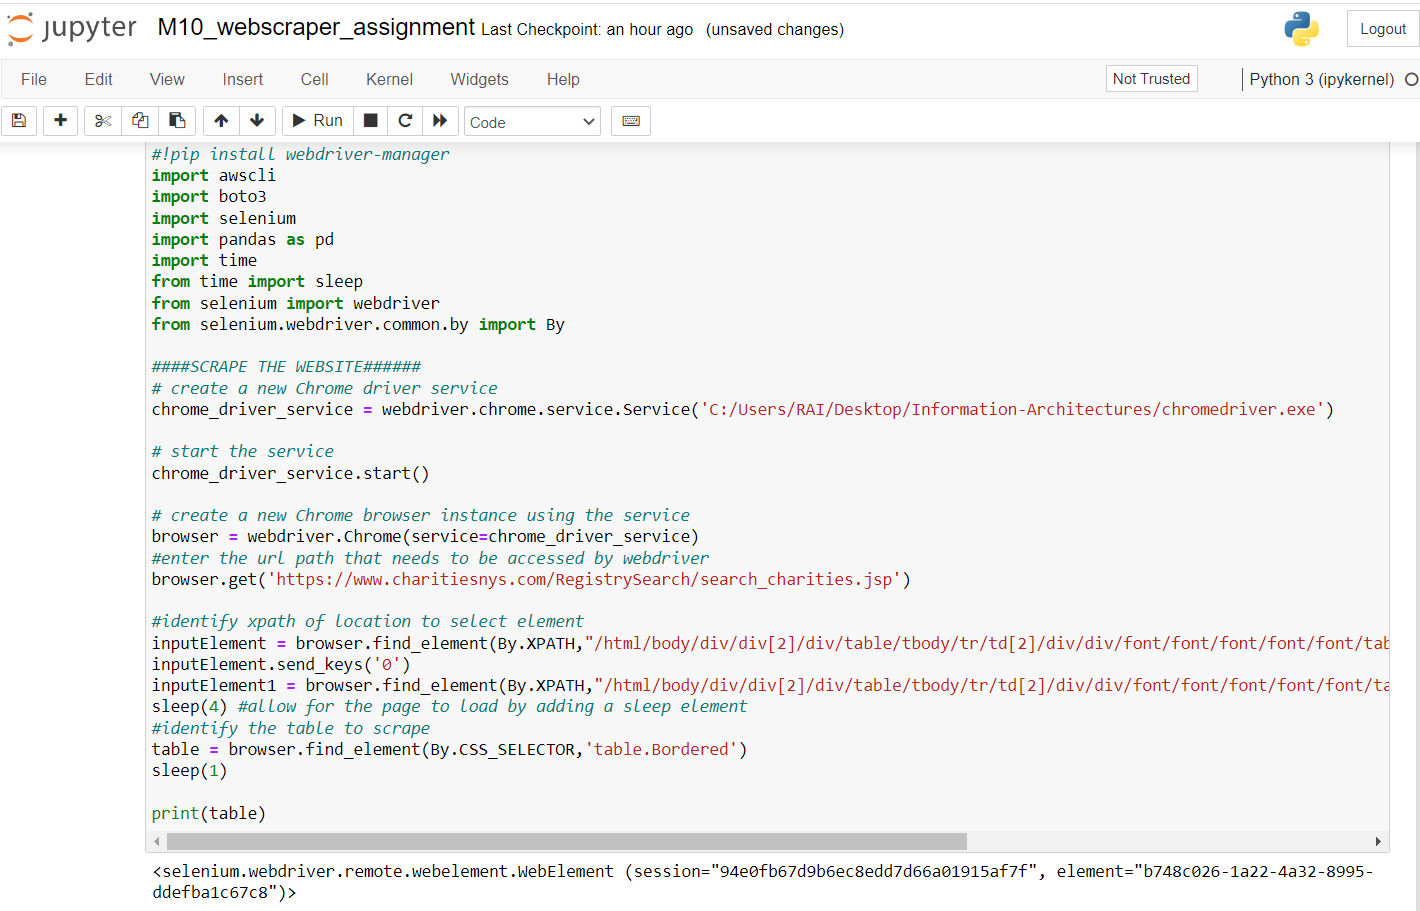 jupyter M10_webscraper_assignment Last Checkpoint: an hour ago (unsaved changes) Logout
File Edit View Insert Cell Kernel Widgets Help Not Trusted Python 3 (ipykernel)
Run Code
#!pip install webdriver-manager
import awscli
import boto3
import selenium
import pandas as pd
import time
from time import sleep
from selenium import webdriver
from selenium.webdriver.common.by import By
####SCRAPE THE WEBSITE######
# create a new Chrome driver service
chrome_driver_service = webdriver.chrome.service.Service('C:/Users/RAI/Desktop/Information-Architectures/chromedriver.exe')
# start the service
chrome_driver_service.start()
# create a new Chrome browser instance using the service
browser = webdriver.Chrome(service=chrome_driver_service)
#enter the url path that needs to be accessed by webdriver
browser.get('https://www.charitiesnys.com/RegistrySearch/search_charities.jsp')
#identify xpath of location to select element
inputElement = browser.find_element(By.XPATH,"/html/body/div/div[2]/div/table/tbody/tr/td[2]/div/div/font/font/font/font/font/tab
inputElement.send_keys('0')
inputElement1 = browser.find_element(By.XPATH,"/html/body/div/div[2]/div/table/tbody/tr/td[2]/div/div/font/font/font/font/font/ta
sleep(4) #allow for the page to load by adding a sleep element
#identify the table to scrape
table = browser.find_element(By.CSS_SELECTOR,'table.Bordered')
sleep(1)
print(table)
<selenium.webdriver.remote.webelement.WebElement (session="94e0fb67d9b6ec8edd7d66a01915af7f", element="b748c026-1a22-4a32-8995-
ddefba1c67c8")>